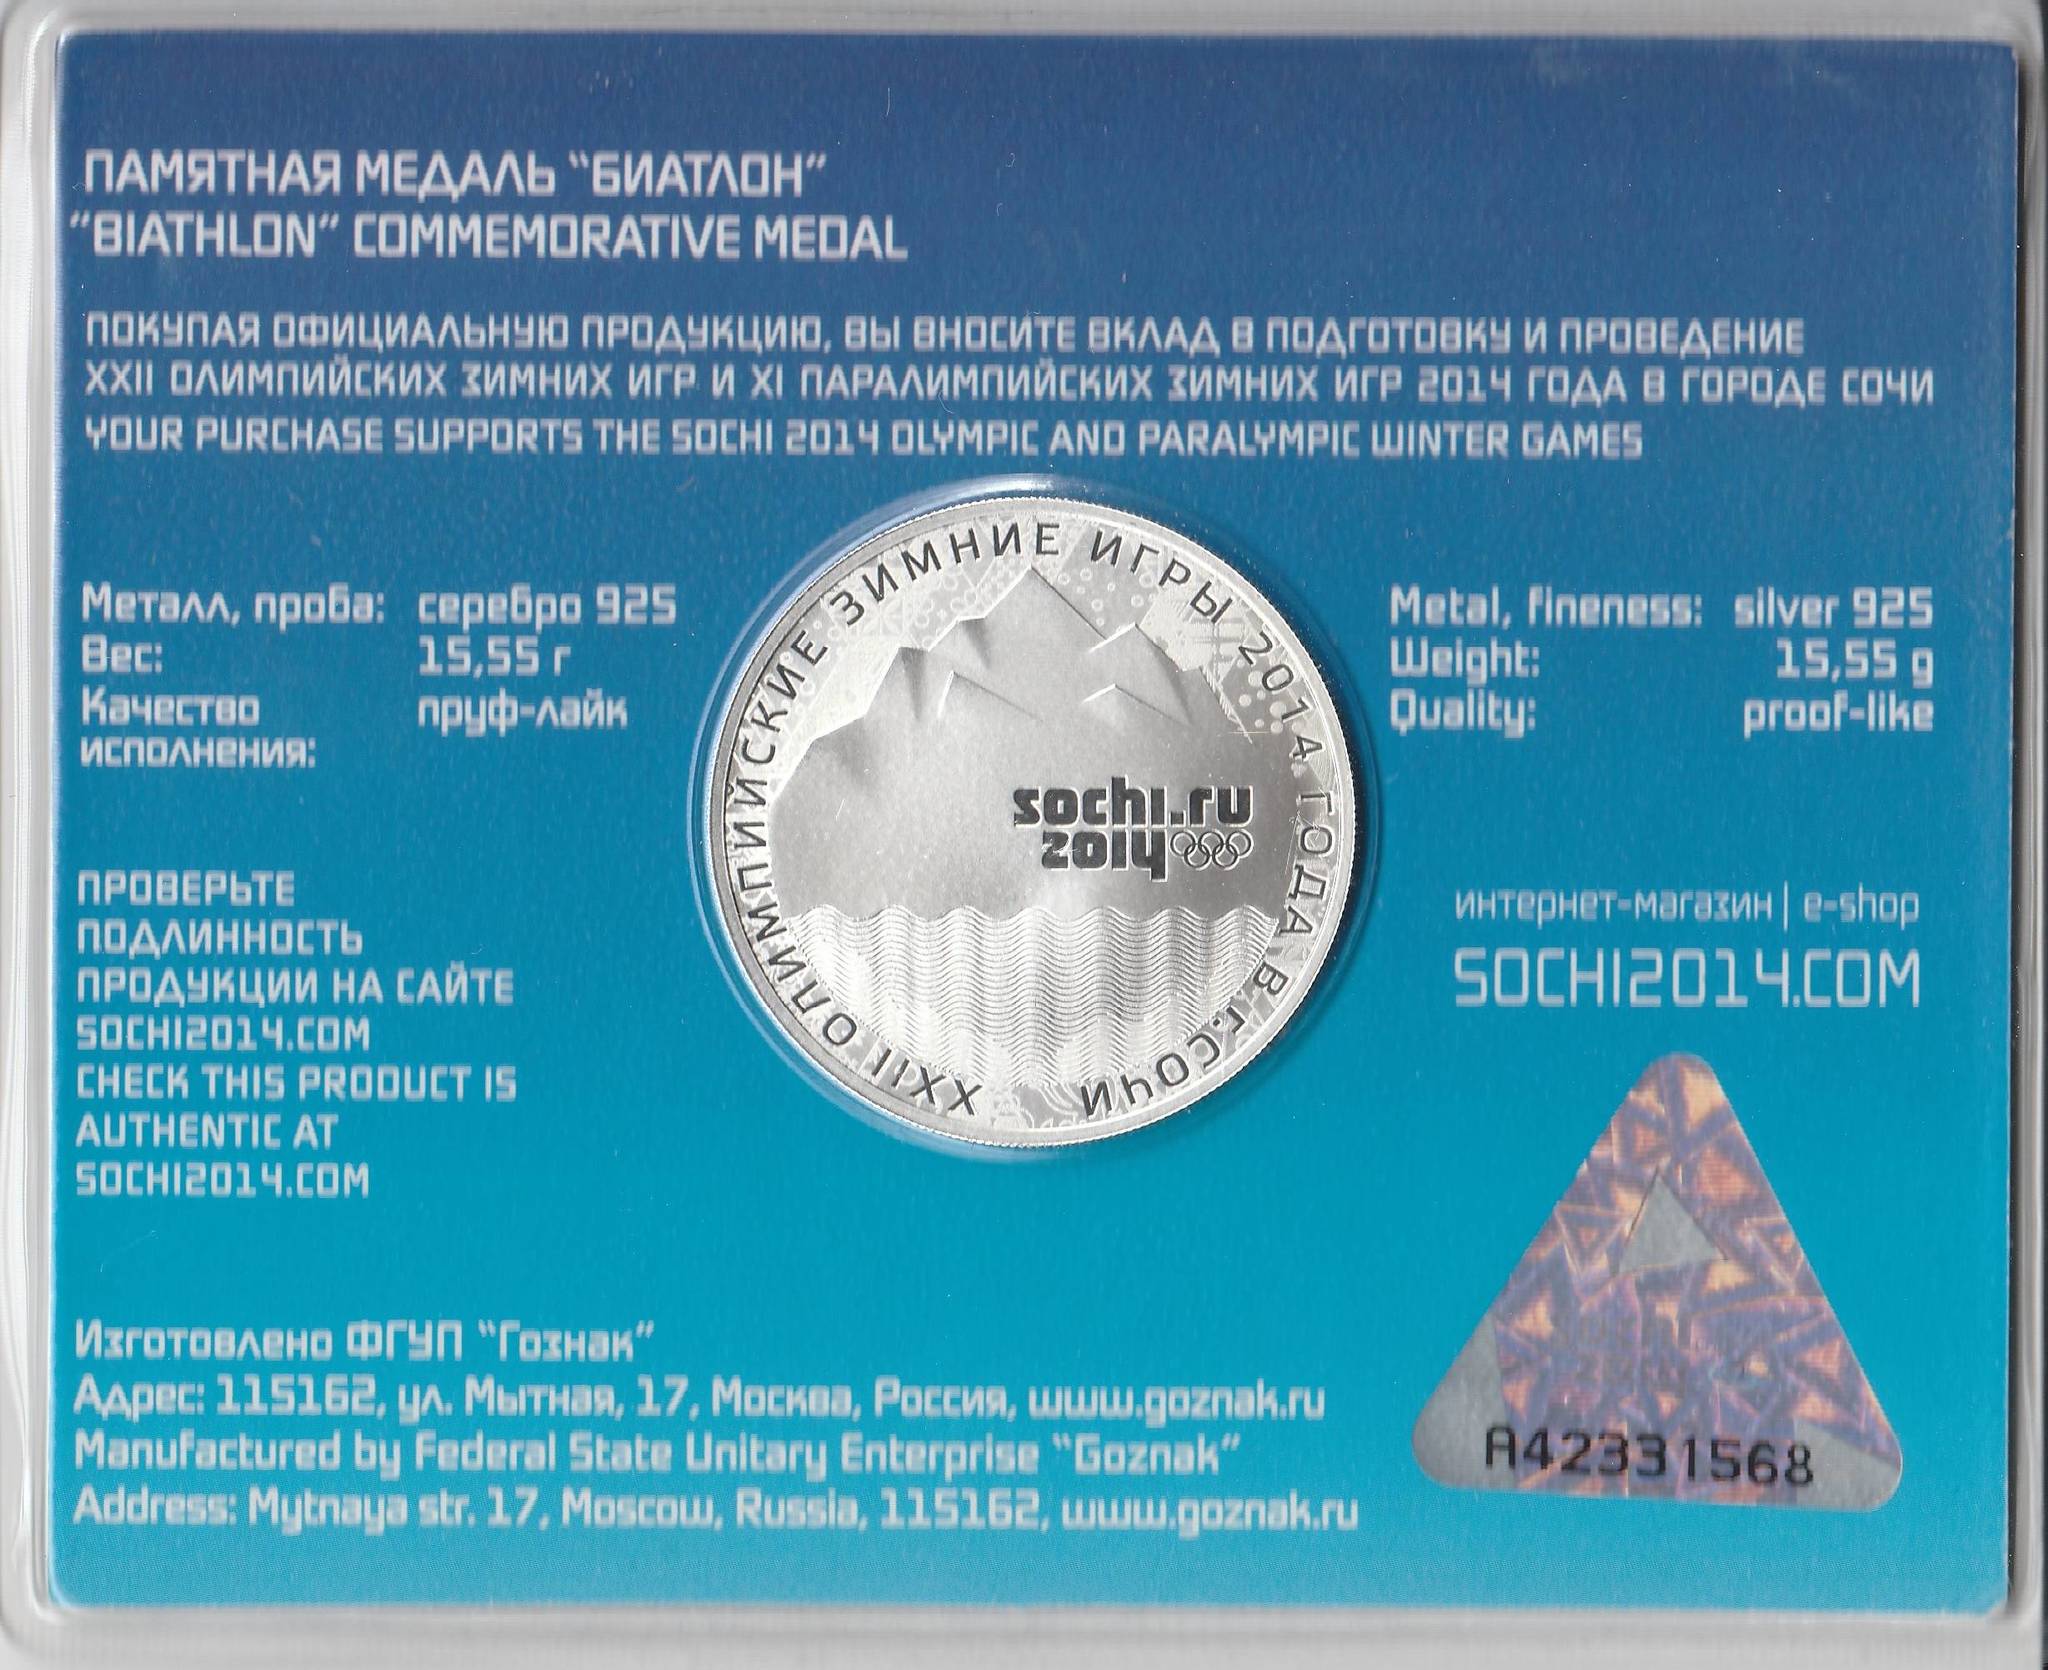 ПАМЯТНАЯ МЕДАЛЬ “БИАТЛОН”
“BIATHLON” COMMEMORATIVE MEDAL
ПОКУПАЯ ОФИЦИАЛЬНУЮ ПРОДУКЦИЮ, ВЫ ВНОСИТЕ ВКЛАД В ПОДГОТОВКУ И ПРОВЕДЕНИЕ
XXII ОЛИМПИЙСКИХ ЗИМНИХ ИГР И XI ПАРАЛИМПИЙСКИХ ЗИМНИХ ИГР 2014 ГОДА В ГОРОДЕ СОЧИ
YOUR PURCHASE SUPPORTS THE SOCHI 2014 OLYMPIC AND PARALYMPIC WINTER GAMES
Металл, проба: серебро 925
Вес: 15,55 г
Качество пруф-лайк
исполнения:
XXII ОЛИМПИЙСКИЕ ЗИМНИЕ ИГРЫ 2014 ГОДА В г.СОЧИ
sochi.ru
2014
Metal, fineness: silver 925
Weight: 15,55 g
Quality: proof-like
ПРОВЕРЬТЕ
ПОДЛИННОСТЬ
ПРОДУКЦИИ НА САЙТЕ
SOCHI2014.COM
CHECK THIS PRODUCT IS
AUTHENTIC AT
SOCHI2014.COM
интернет-магазин | e-shop
SOCHI2014.COM
A42331568
Изготовлено ФГУП “Гознак”
Адрес: 115162, ул. Мытная, 17, Москва, Россия, www.goznak.ru
Manufactured by Federal State Unitary Enterprise “Goznak”
Address: Mytnaya str. 17, Moscow, Russia, 115162, www.goznak.ru